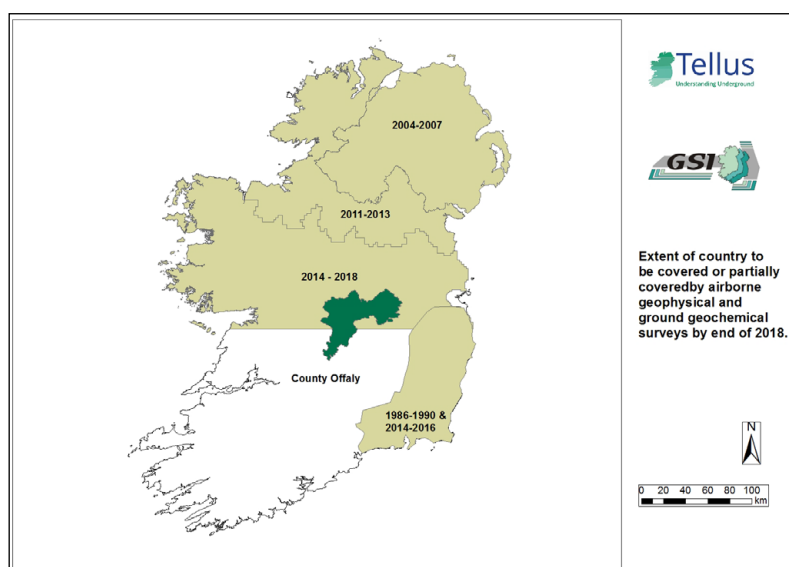 2004-2007
2011-2013
2014 - 2018
County Offaly
1986-1990 &
2014-2016
Tellus
Understanding Underground
GSI
Extent of country to
be covered or partially
coveredby airborne
geophysical and
ground geochemical
surveys by end of 2018.
N
0 20 40 60 80 100
km